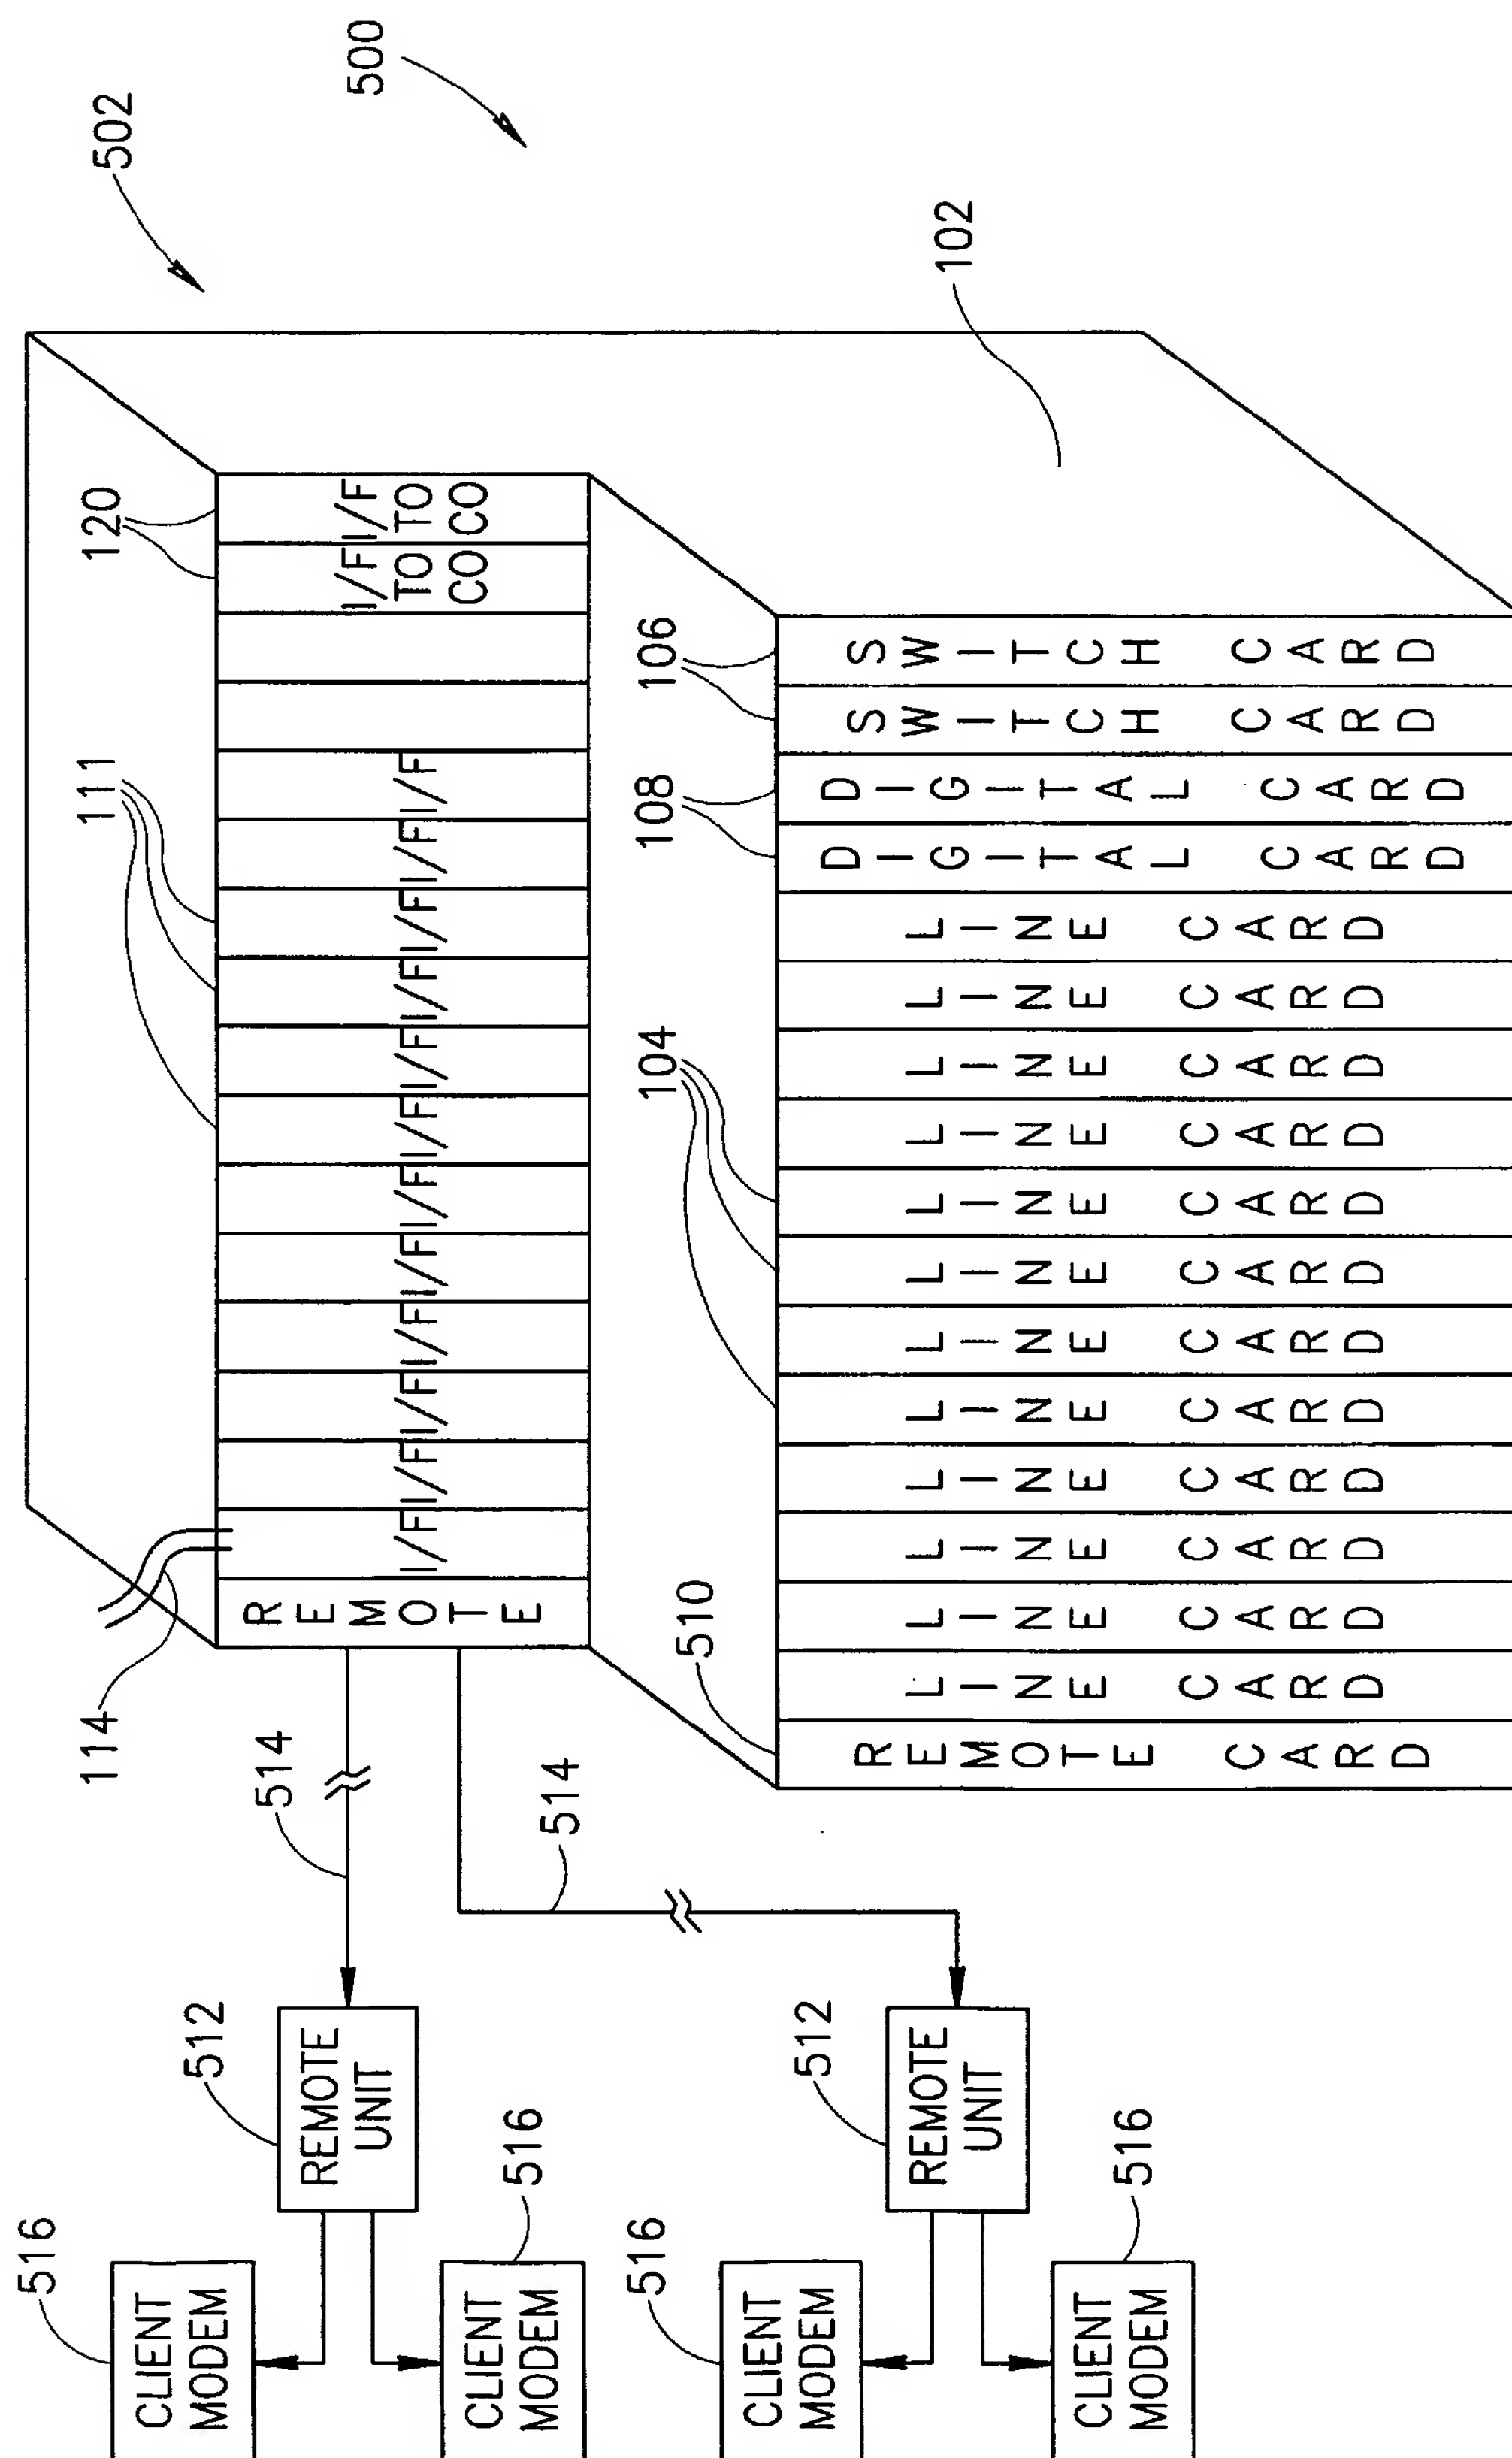 516
CLIENT
MODEM
114
111
120
502
512
514
REMOTE
UNIT
REMOTE
I/F
I/F
I/F
I/F
I/F
I/F
I/F
I/F
I/F
I/F
I/F
I/F
I/F
TO
CO
I/F
TO
CO
500
516
CLIENT
MODEM
514
516
CLIENT
MODEM
510
104
108
106
512
REMOTE
UNIT
REMOTE CARD
LINE CARD
LINE CARD
LINE CARD
LINE CARD
LINE CARD
LINE CARD
LINE CARD
LINE CARD
LINE CARD
LINE CARD
LINE CARD
LINE CARD
DIGITAL CARD
DIGITAL CARD
SWITCH CARD
SWITCH CARD
102
516
CLIENT
MODEM